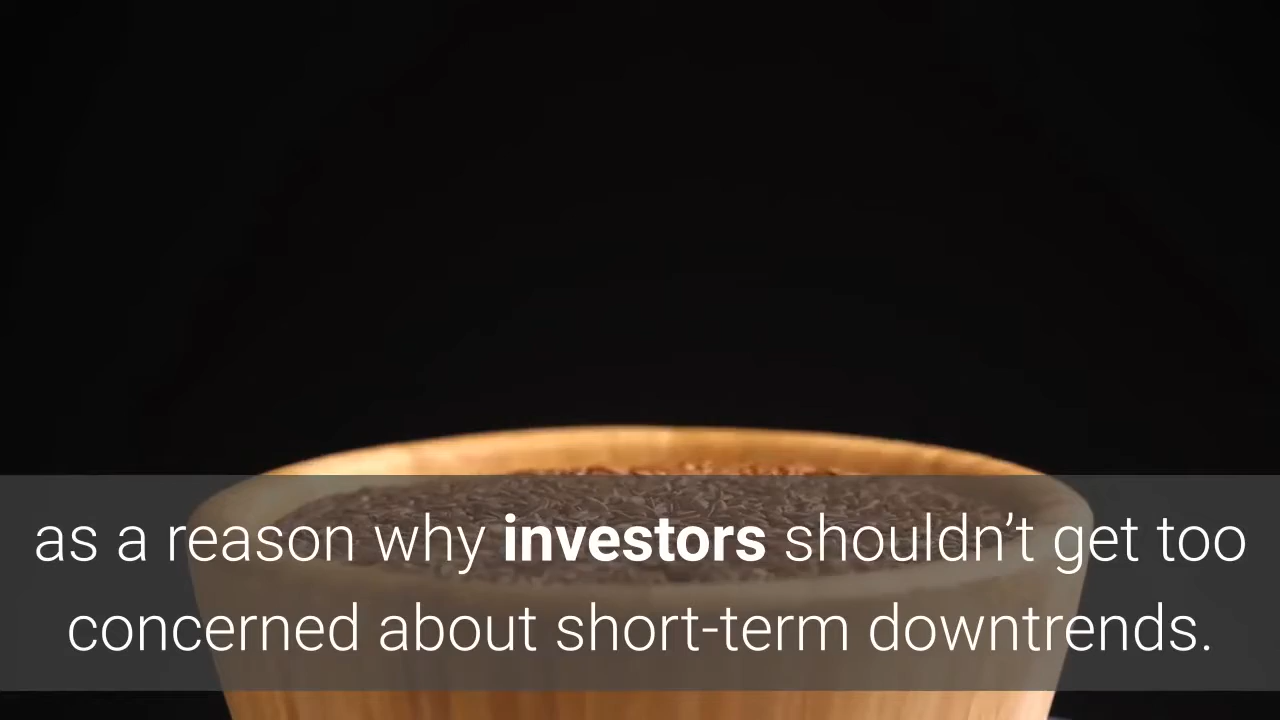 as a reason why investors shouldn’t get too
concerned about short-term downtrends.